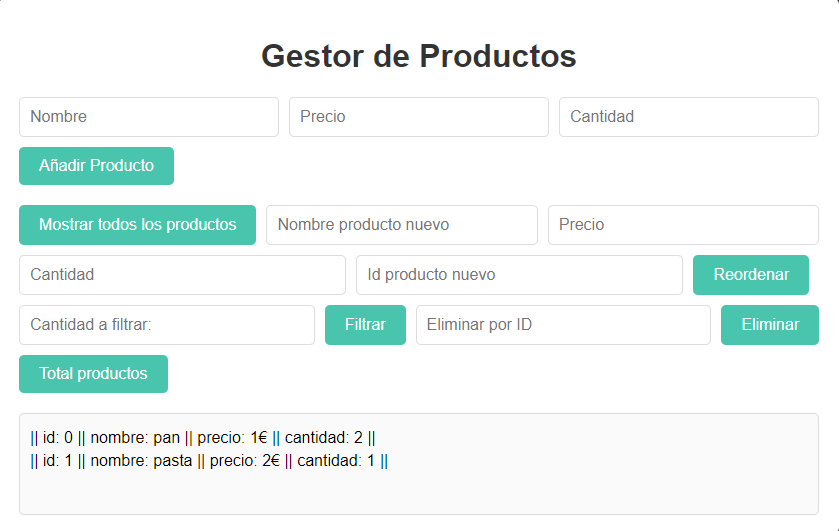 Gestor de Productos
Nombre Precio Cantidad
Añadir Producto
Mostrar todos los productos Nombre producto nuevo Precio
Cantidad Id producto nuevo Reordenar
Cantidad a filtrar: Filtrar Eliminar por ID Eliminar
Total productos
|| id: 0 || nombre: pan || precio: 1€ || cantidad: 2 ||
|| id: 1 || nombre: pasta || precio: 2€ || cantidad: 1 ||